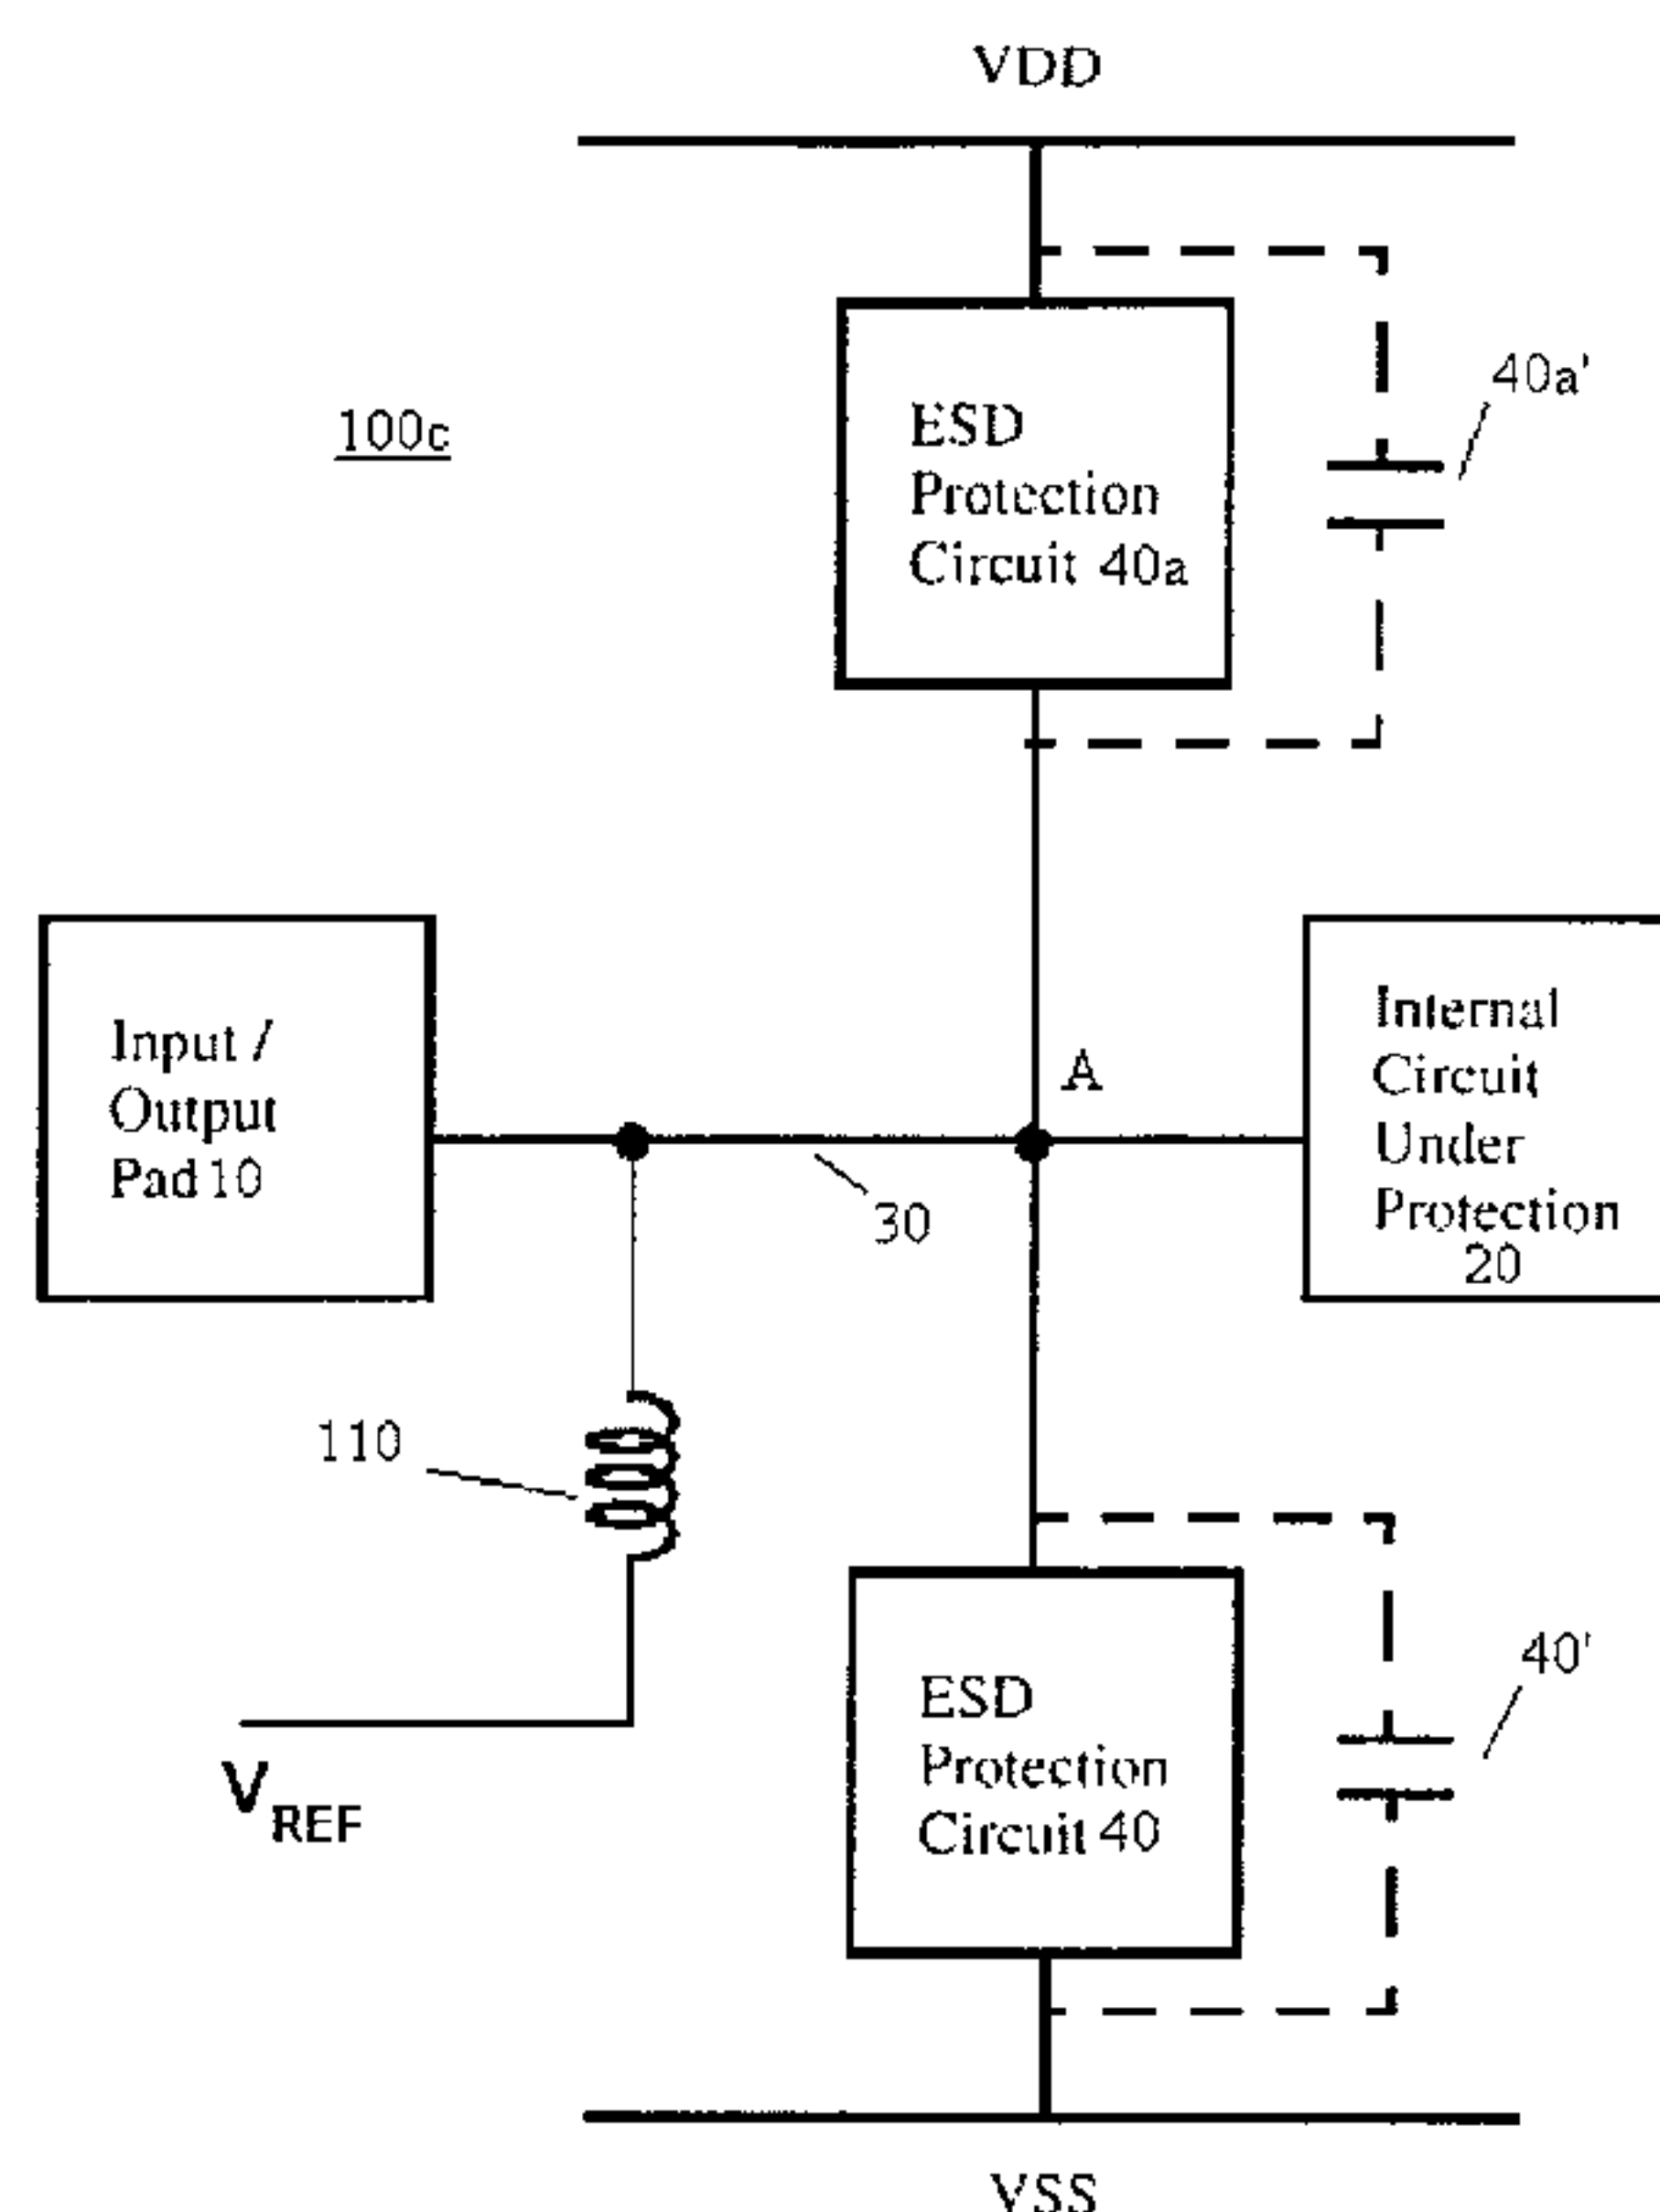 VDD
100c
ESD
Protection
Circuit 40a
40a'
Input /
Output
Pad 10
A
30
Internal
Circuit
Under
Protection
20
110
VREF
ESD
Protection
Circuit 40
40'
VSS